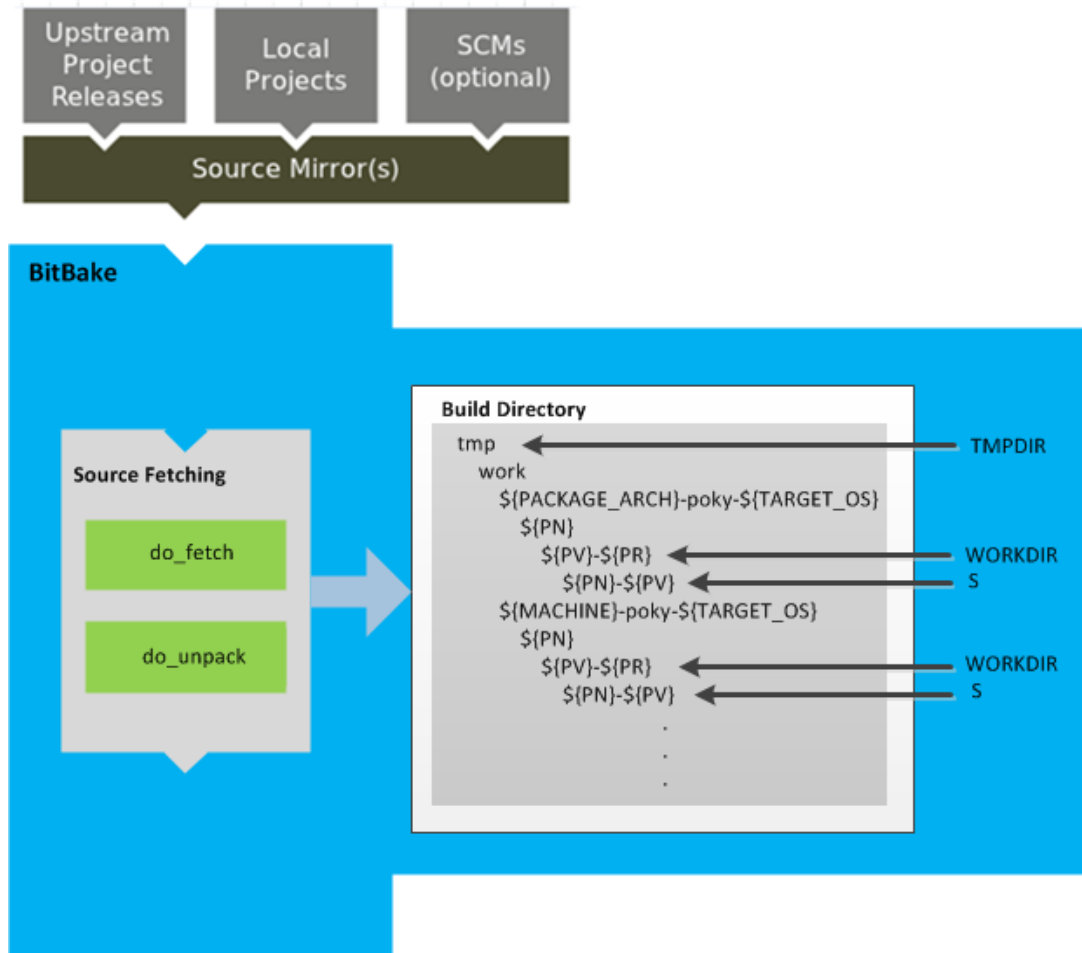 Upstream
Project
Releases
Local
Projects
SCMs
(optional)
Source Mirror(s)
BitBake
Source Fetching
do_fetch
do_unpack
Build Directory
tmp
TMPDIR
work
${PACKAGE_ARCH}-poky-${TARGET_OS}
${PN}
${PV}-${PR}
WORKDIR
${PN}-${PV}
S
${MACHINE}-poky-${TARGET_OS}
${PN}
${PV}-${PR}
WORKDIR
${PN}-${PV}
S
.
.
.